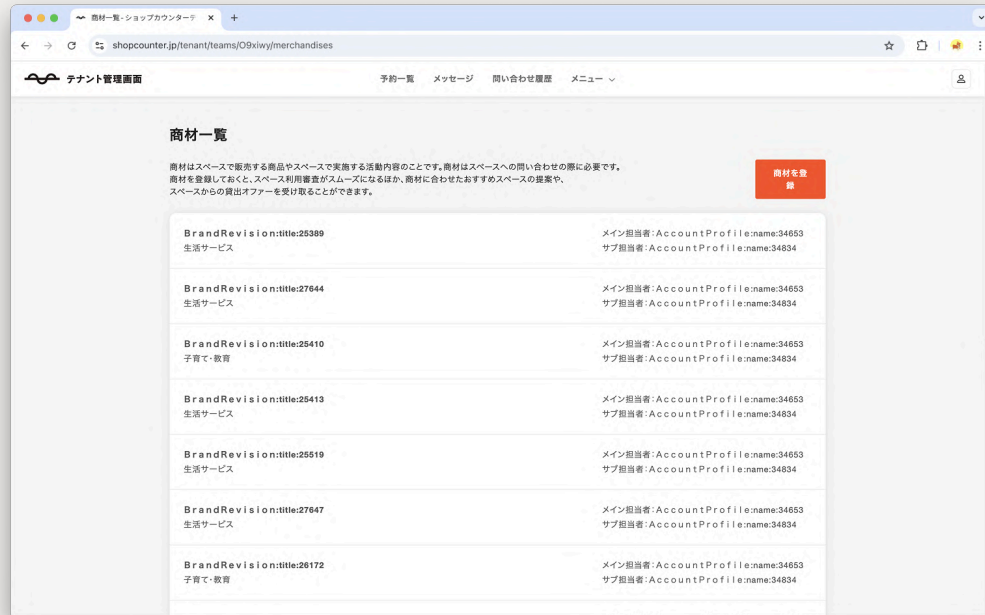 商材一覧 - ショップカウンターテ
shopcounter.jp/tenant/teams/O9xiwy/merchandises
テナント管理画面
予約一覧 メッセージ 問い合わせ履歴 メニュー
商材一覧
商材はスペースで販売する商品やスペースで実施する活動内容のことです。商材はスペースへの問い合わせの際に必要です。
商材を登録しておくと、スペース利用審査がスムーズになるほか、商材に合わせたおすすめスペースの提案や、
スペースからの貸出オファーを受け取ることができます。
商材を登
録
BrandRevision:title:25389
生活サービス
メイン担当者:AccountProfile:name:34653
サブ担当者:AccountProfile:name:34834
BrandRevision:title:27644
生活サービス
メイン担当者:AccountProfile:name:34653
サブ担当者:AccountProfile:name:34834
BrandRevision:title:25410
子育て・教育
メイン担当者:AccountProfile:name:34653
サブ担当者:AccountProfile:name:34834
BrandRevision:title:25413
生活サービス
メイン担当者:AccountProfile:name:34653
サブ担当者:AccountProfile:name:34834
BrandRevision:title:25519
生活サービス
メイン担当者:AccountProfile:name:34653
サブ担当者:AccountProfile:name:34834
BrandRevision:title:27647
生活サービス
メイン担当者:AccountProfile:name:34653
サブ担当者:AccountProfile:name:34834
BrandRevision:title:26172
子育て・教育
メイン担当者:AccountProfile:name:34653
サブ担当者:AccountProfile:name:34834